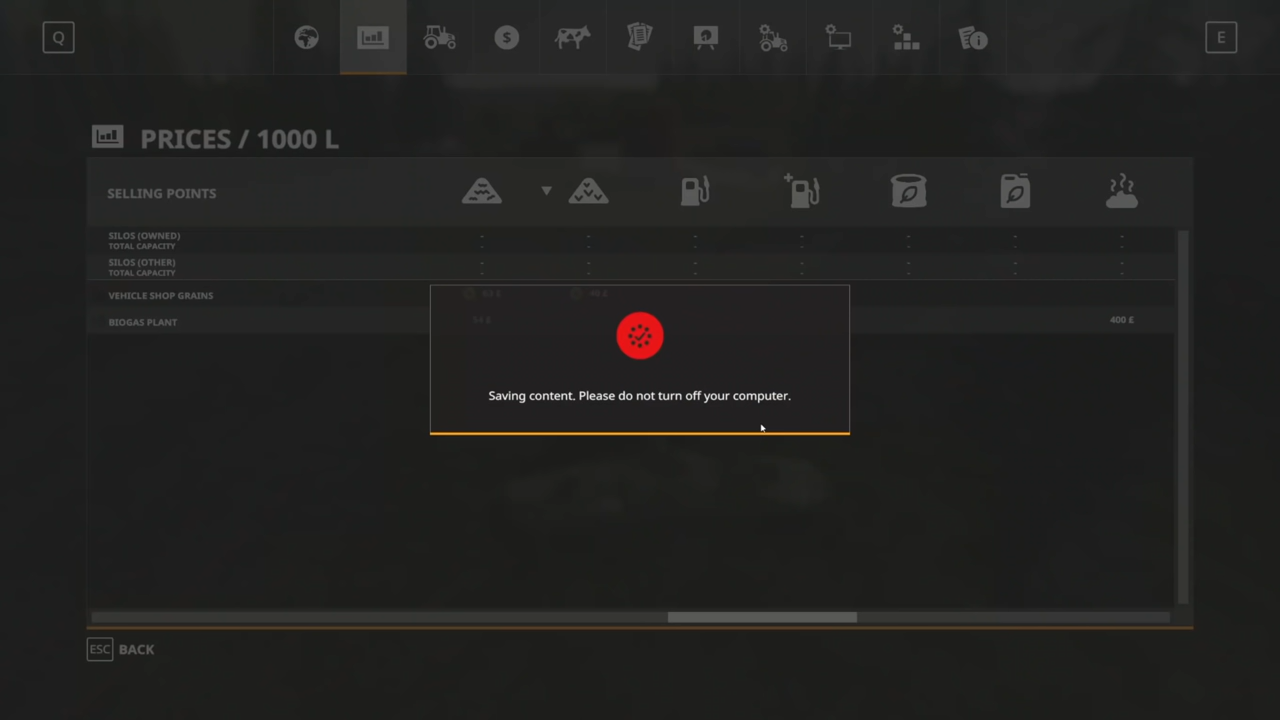 Q
E
PRICES / 1000 L
SELLING POINTS
SILOS (OWNED)
TOTAL CAPACITY
- - - - - - -
- - - - - - -
SILOS (OTHER)
TOTAL CAPACITY
- - - - - - -
- - - - - - -
VEHICLE SHOP GRAINS
BIOGAS PLANT
400 £
Saving content. Please do not turn off your computer.
ESC BACK